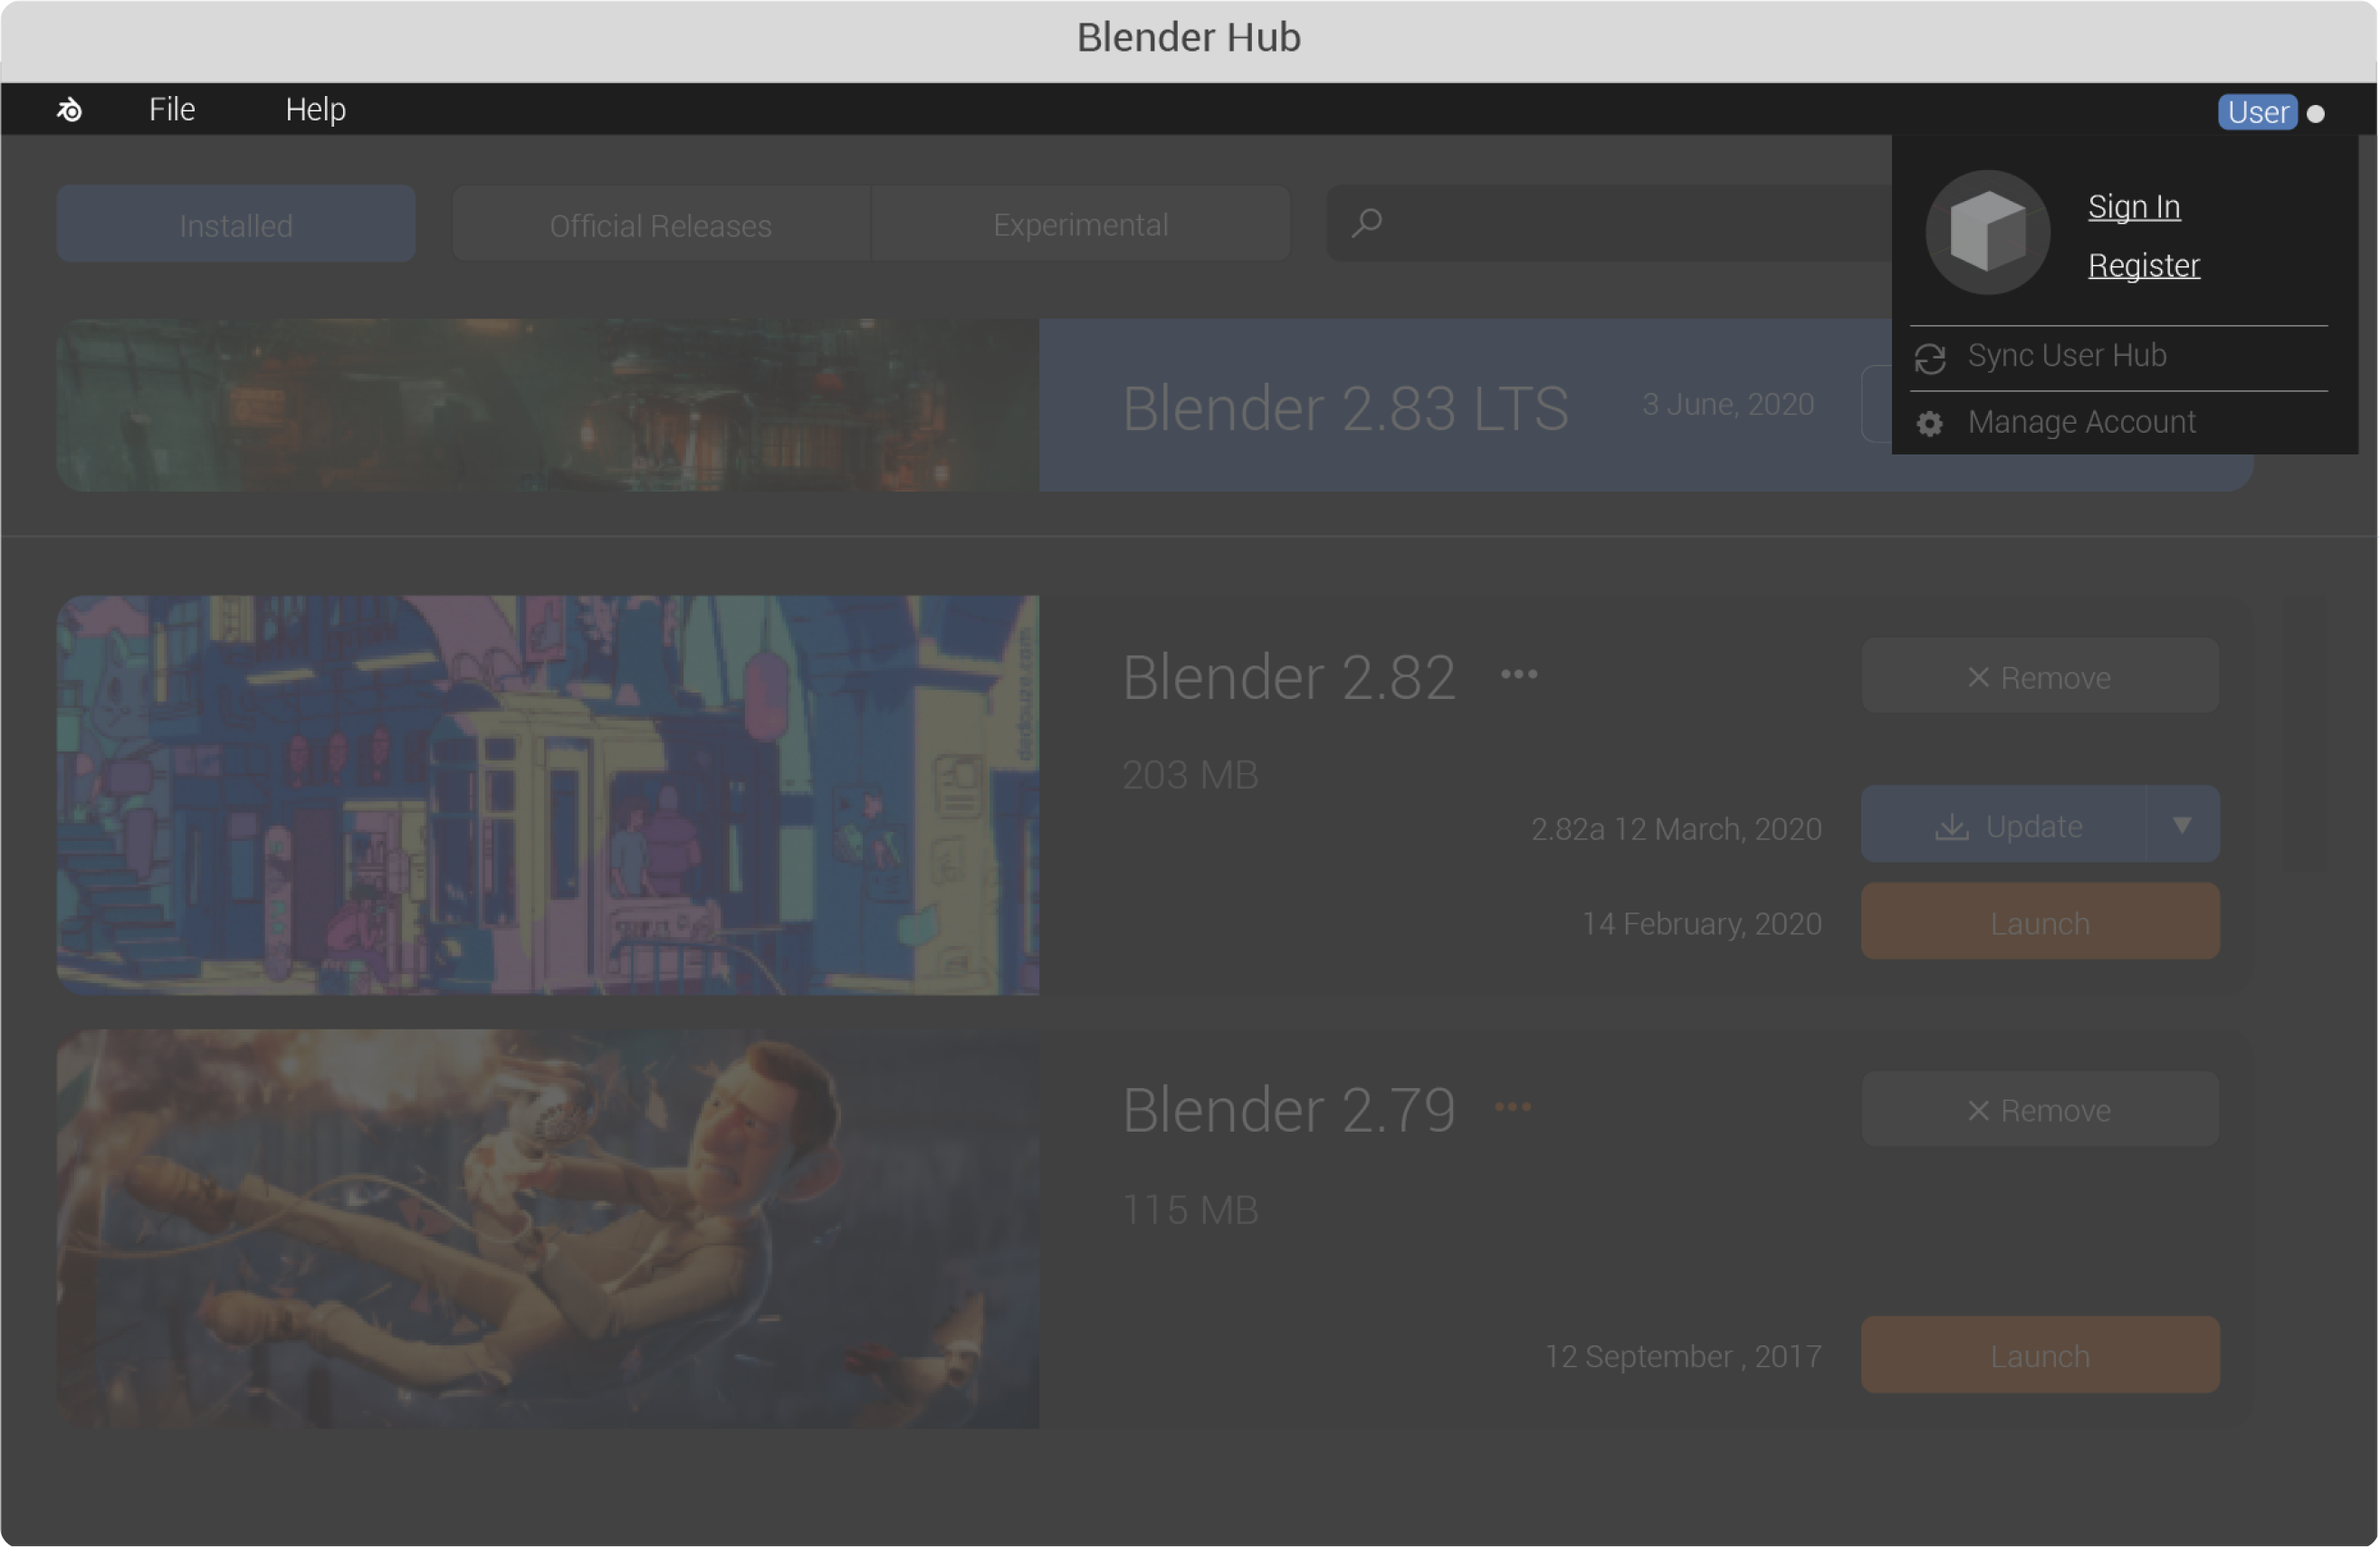 Blender Hub
File Help User
Sign In
Register
Sync User Hub
Manage Account
Installed Official Releases Experimental
Blender 2.83 LTS 3 June, 2020
dedouze.com
Blender 2.82 ••• × Remove
203 MB
2.82a 12 March, 2020 Update ▼
14 February, 2020 Launch
Blender 2.79 ••• × Remove
115 MB
12 September , 2017 Launch